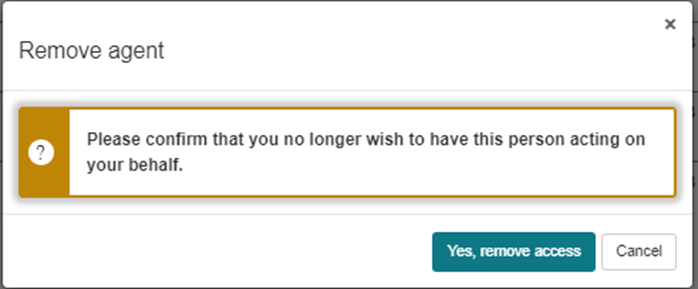 ×
Remove agent
?
Please confirm that you no longer wish to have this person acting on
your behalf.
Yes, remove access
Cancel